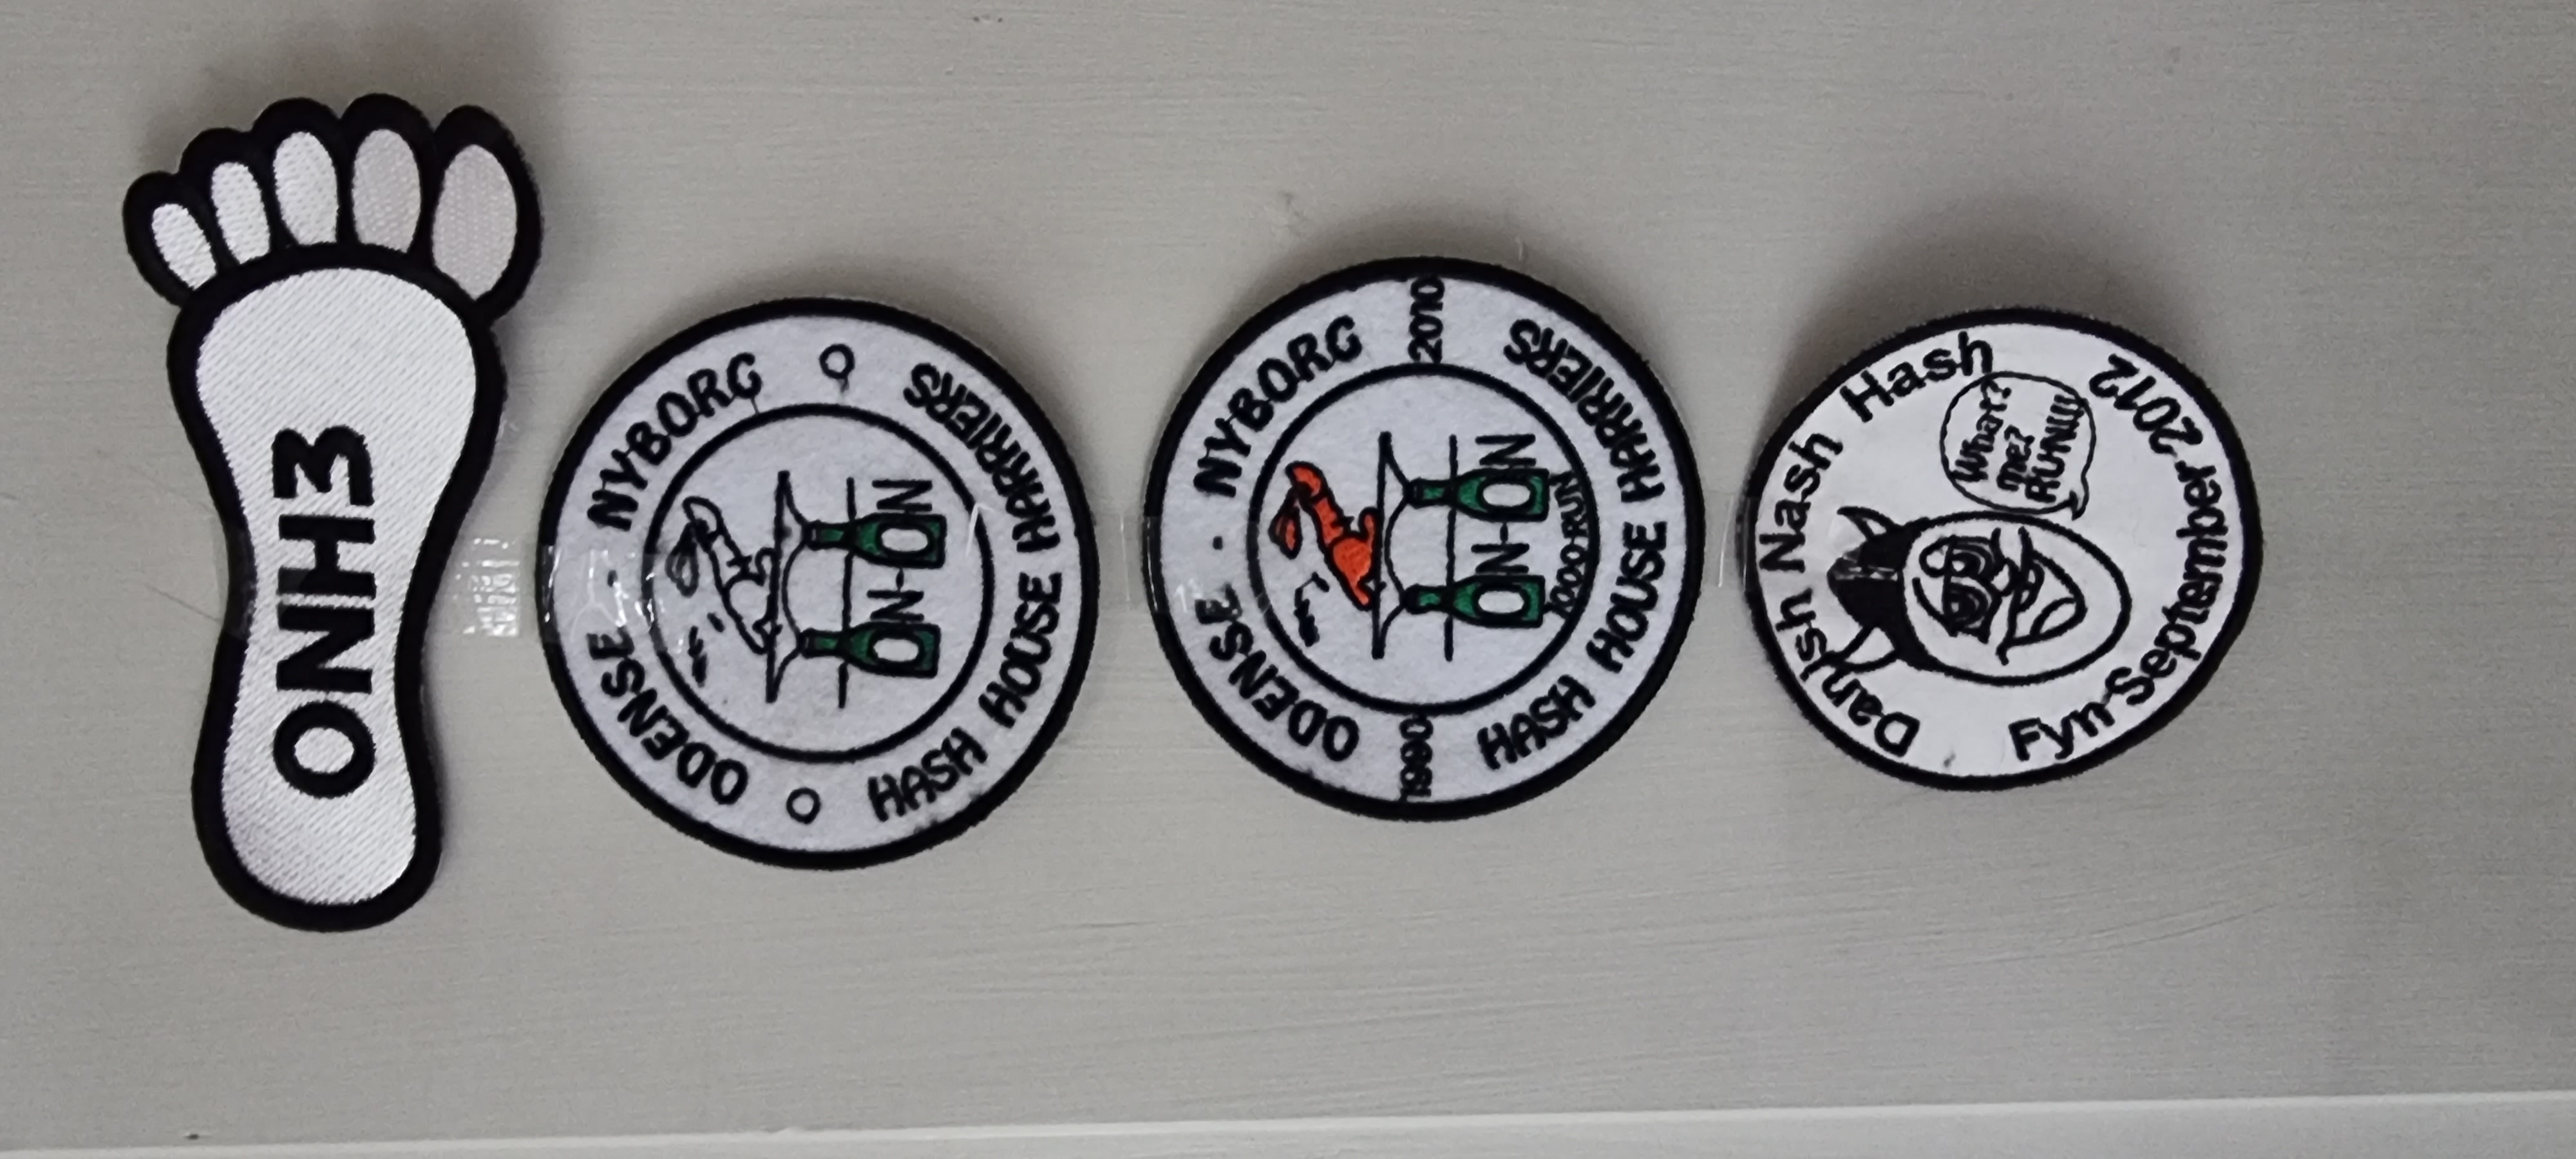 ONH3
ODENSE - NYBORG
ON-ON
HASH HOUSE HARRIERS
ODENSE - NYBORG
1990
2010
ON-ON
1000 RUN
HASH HOUSE HARRIERS
Danish Nash Hash
What?
me?
RUN!!!
Fyn-September 2012